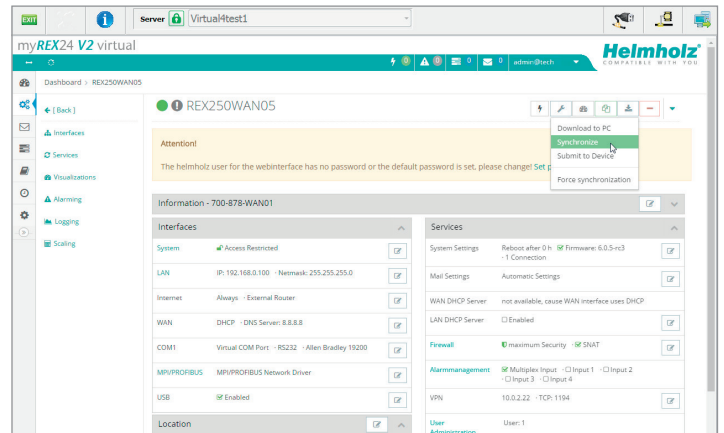 EXIT
Server Virtual4test1
myREX24 V2 virtual
Helmholz
COMPATIBLE WITH YOU
0 0 0 0 admin@tech
Dashboard > REX250WAN05
[ Back ]
Interfaces
Services
Visualizations
Alarming
Logging
Scaling
REX250WAN05
Download to PC
Synchronize
Submit to Device
Force synchronization
Attention!
The helmholz user for the webinterface has no password or the default password is set, please change! Set
Information - 700-878-WAN01
Interfaces
System Access Restricted
LAN IP: 192.168.0.100 · Netmask: 255.255.255.0
Internet Always · External Router
WAN DHCP · DNS Server: 8.8.8.8
COM1 Virtual COM Port · RS232 · Allen Bradley 19200
MPI/PROFIBUS MPI/PROFIBUS Network Driver
USB Enabled
Location
Services
System Settings Reboot after 0 h Firmware: 6.0.5-rc3
· 1 Connection
Mail Settings Automatic Settings
WAN DHCP Server not available, cause WAN interface uses DHCP
LAN DHCP Server Enabled
Firewall maximum Security · SNAT
Alarmmanagement Multiplex Input · Input 1 · Input 2
· Input 3 · Input 4
VPN 10.0.2.22 · TCP: 1194
User User: 1
Administration